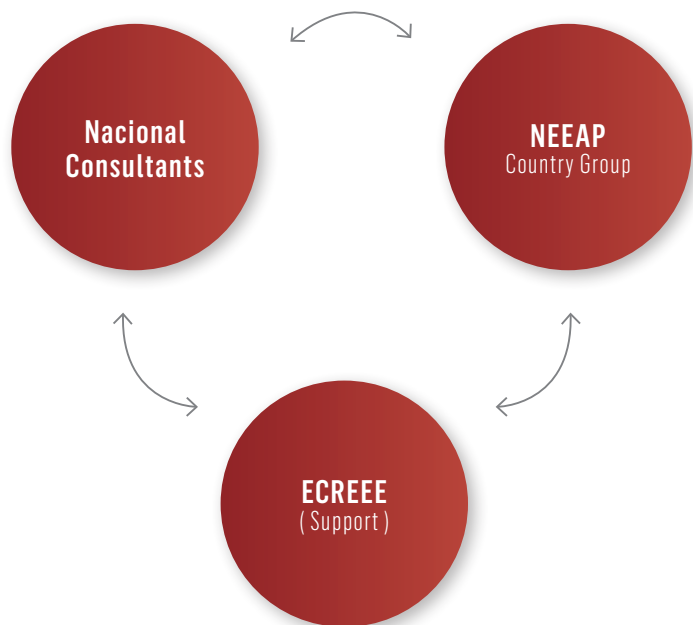 Nacional
Consultants
NEEAP
Country Group
ECREEE
( Support )